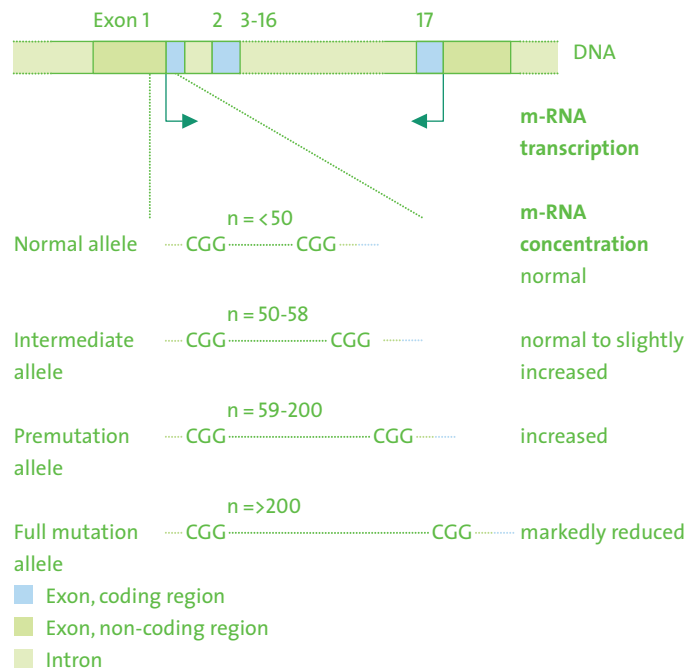 Exon 1 2 3-16 17
DNA
m-RNA
transcription
m-RNA
n = <50
Normal allele CGG CGG concentration
normal
n = 50-58
Intermediate CGG CGG normal to slightly
allele increased
n = 59-200
Premutation CGG CGG increased
allele
n =>200
Full mutation CGG CGG markedly reduced
allele
Exon, coding region
Exon, non-coding region
Intron